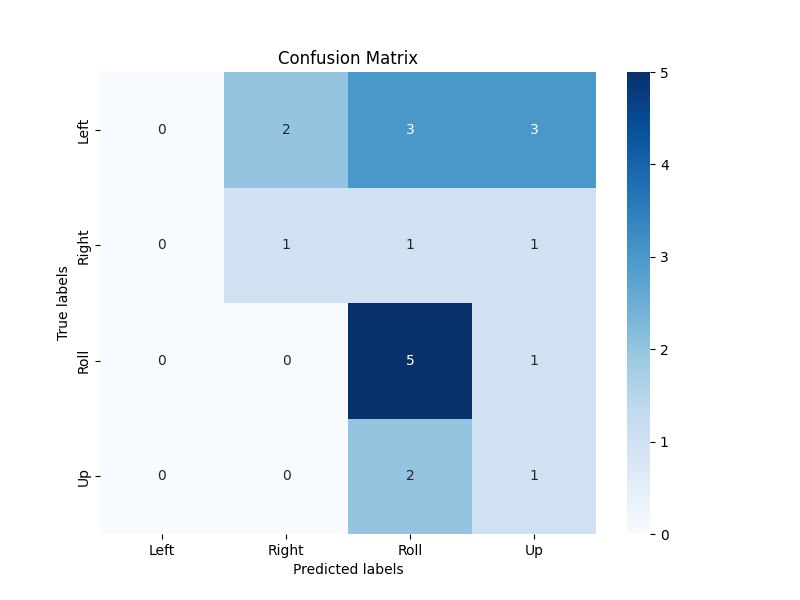 Confusion Matrix
True labels
Left
0 2 3 3
Right
0 1 1 1
Roll
0 0 5 1
Up
0 0 2 1
Left Right Roll Up
Predicted labels
5
4
3
2
1
0